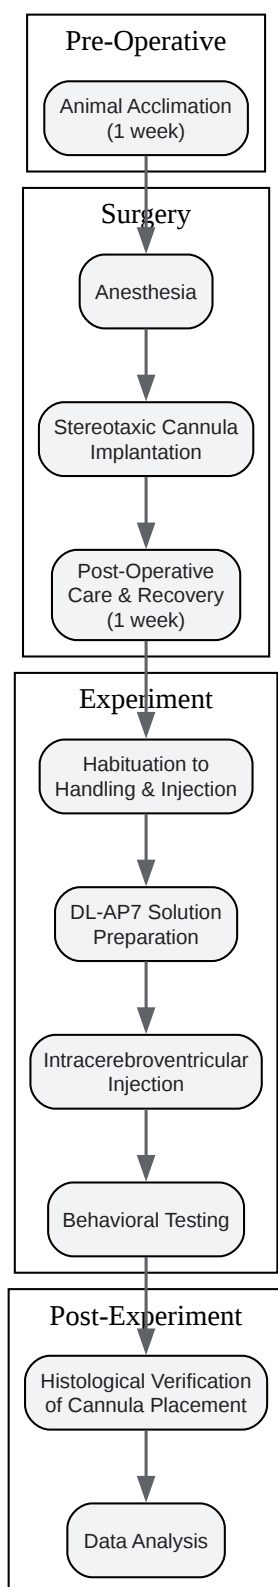 Pre-Operative
Animal Acclimation
(1 week)
Surgery
Anesthesia
Stereotaxic Cannula
Implantation
Post-Operative
Care & Recovery
(1 week)
Experiment
Habituation to
Handling & Injection
DL-AP7 Solution
Preparation
Intracerebroventricular
Injection
Behavioral Testing
Post-Experiment
Histological Verification
of Cannula Placement
Data Analysis